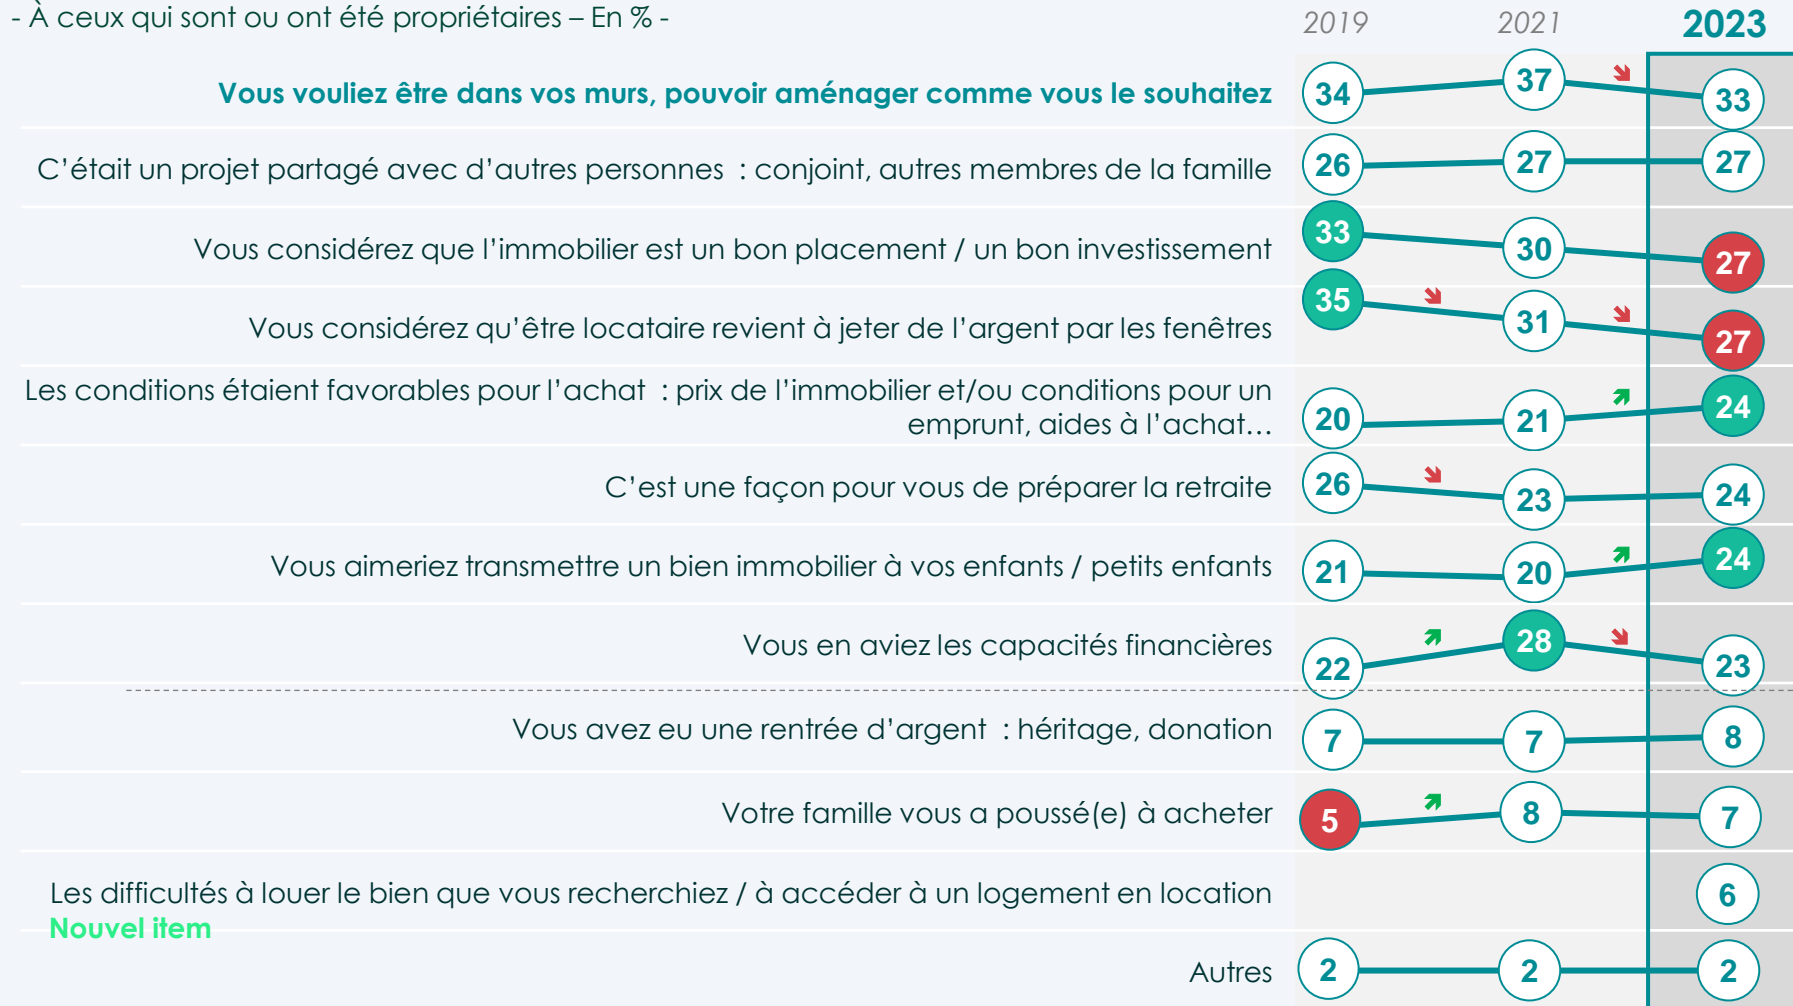 - À ceux qui sont ou ont été propriétaires – En % -
2019 2021 2023
Vous vouliez être dans vos murs, pouvoir aménager comme vous le souhaitez 34 37 33
C’était un projet partagé avec d’autres personnes : conjoint, autres membres de la famille 26 27 27
Vous considérez que l’immobilier est un bon placement / un bon investissement 33 30 27
Vous considérez qu’être locataire revient à jeter de l’argent par les fenêtres 35 31 27
Les conditions étaient favorables pour l’achat : prix de l’immobilier et/ou conditions pour un
emprunt, aides à l’achat… 20 21 24
C’est une façon pour vous de préparer la retraite 26 23 24
Vous aimeriez transmettre un bien immobilier à vos enfants / petits enfants 21 20 24
Vous en aviez les capacités financières 22 28 23
Vous avez eu une rentrée d’argent : héritage, donation 7 7 8
Votre famille vous a poussé(e) à acheter 5 8 7
Les difficultés à louer le bien que vous recherchiez / à accéder à un logement en location 6
Nouvel item
Autres 2 2 2